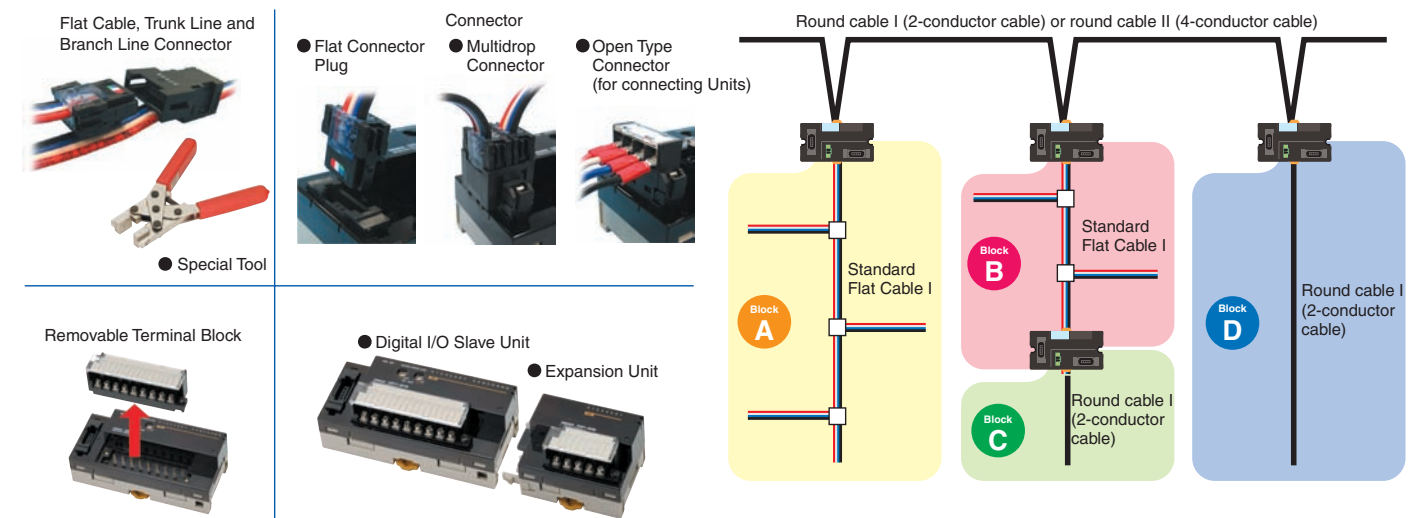 Flat Cable, Trunk Line and
Branch Line Connector
Special Tool
Connector
Flat Connector
Plug
Multidrop
Connector
Open Type
Connector
(for connecting Units)
Removable Terminal Block
Digital I/O Slave Unit
Expansion Unit
Round cable I (2-conductor cable) or round cable II (4-conductor cable)
Block
A
Standard
Flat Cable I
Block
B
Standard
Flat Cable I
Block
C
Round cable I
(2-conductor
cable)
Block
D
Round cable I
(2-conductor
cable)